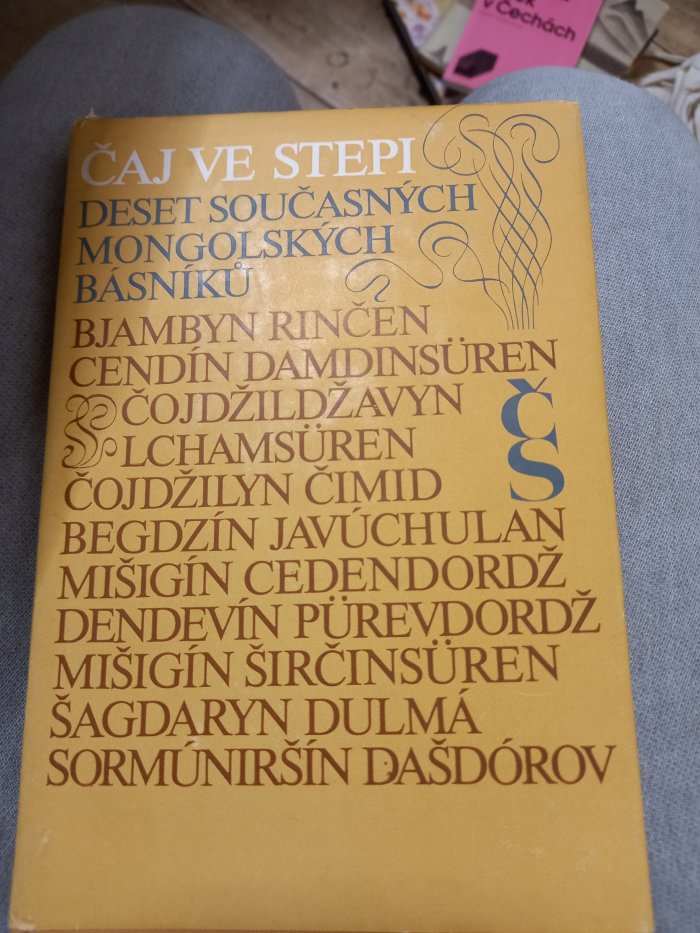 v Čechách
ČAJ VE STEPI
DESET SOUČASNÝCH
MONGOLSKÝCH
BÁSNÍKŮ
BJAMBYN RINČEN
CENDÍN DAMDINSÜREN
ČOJDŽILDŽAVYN
LCHAMSÜREN
ČOJDŽILYN ČIMID
BEGDZÍN JAVÚCHULAN
MIŠIGÍN CEDENDORDŽ
DENDEVÍN PÜREVDORDŽ
MIŠIGÍN ŠIRČINSÜREN
ŠAGDARYN DULMÁ
SORMÚNIRŠÍN DAŠDÓROV
ČS